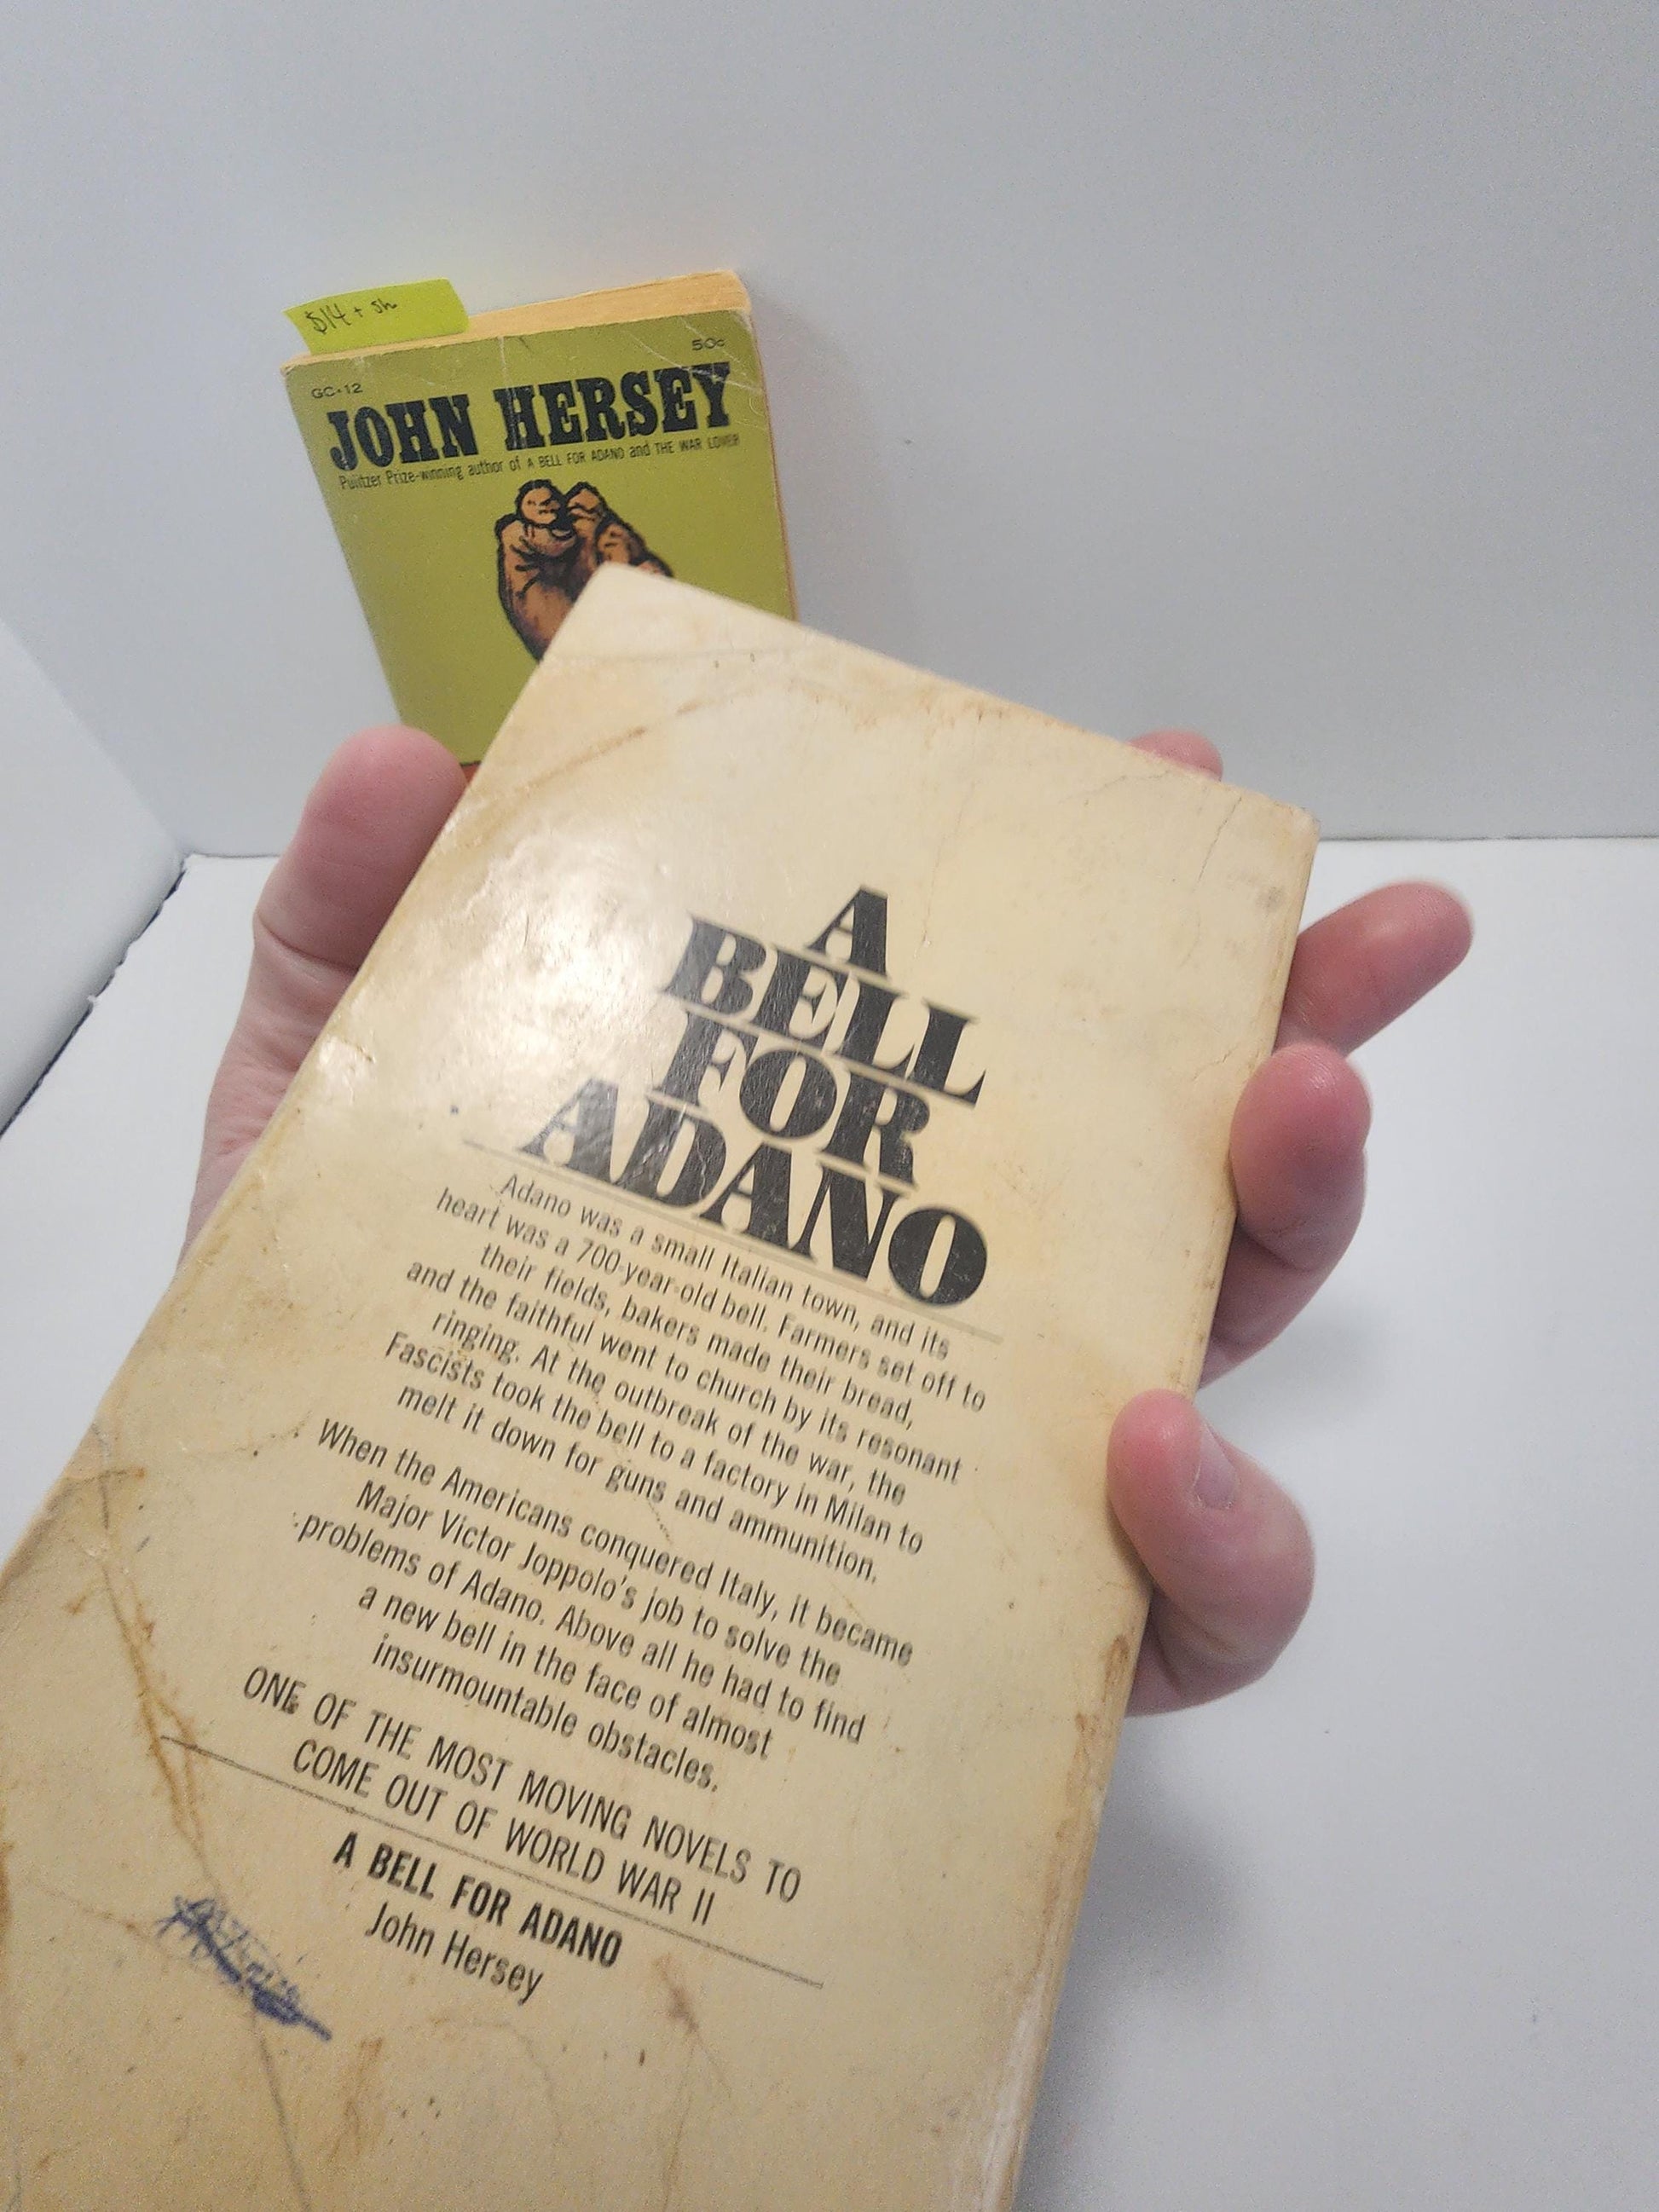 $14 + sh
GC·12
50c
JOHN HERSEY
Pulitzer Prize-winning author of A BELL FOR ADANO and THE WAR LOVER
A
BELL
FOR
ADANO
Adano was a small Italian town, and its
heart was a 700-year-old bell. Farmers set off to
their fields, bakers made their bread,
and the faithful went to church by its resonant
ringing. At the outbreak of the war, the
Fascists took the bell to a factory in Milan to
melt it down for guns and ammunition.
When the Americans conquered Italy, it became
Major Victor Joppolo's job to solve the
problems of Adano. Above all he had to find
a new bell in the face of almost
insurmountable obstacles.
ONE OF THE MOST MOVING NOVELS TO
COME OUT OF WORLD WAR II
A BELL FOR ADANO
John Hersey